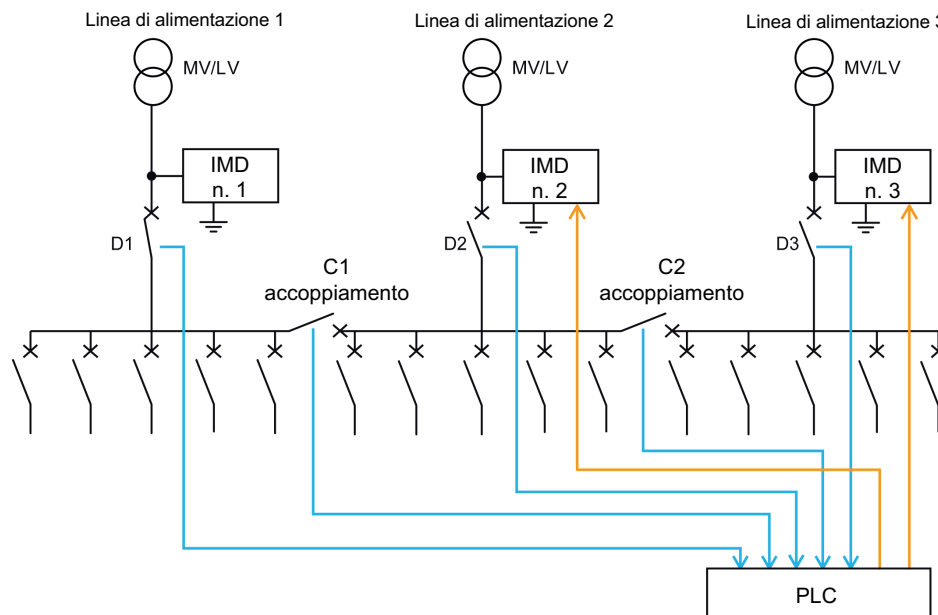 Linea di alimentazione 1
Linea di alimentazione 2
Linea di alimentazione 3
MV/LV
MV/LV
MV/LV
IMD
n. 1
IMD
n. 2
IMD
n. 3
D1
D2
D3
C1
accoppiamento
C2
accoppiamento
PLC